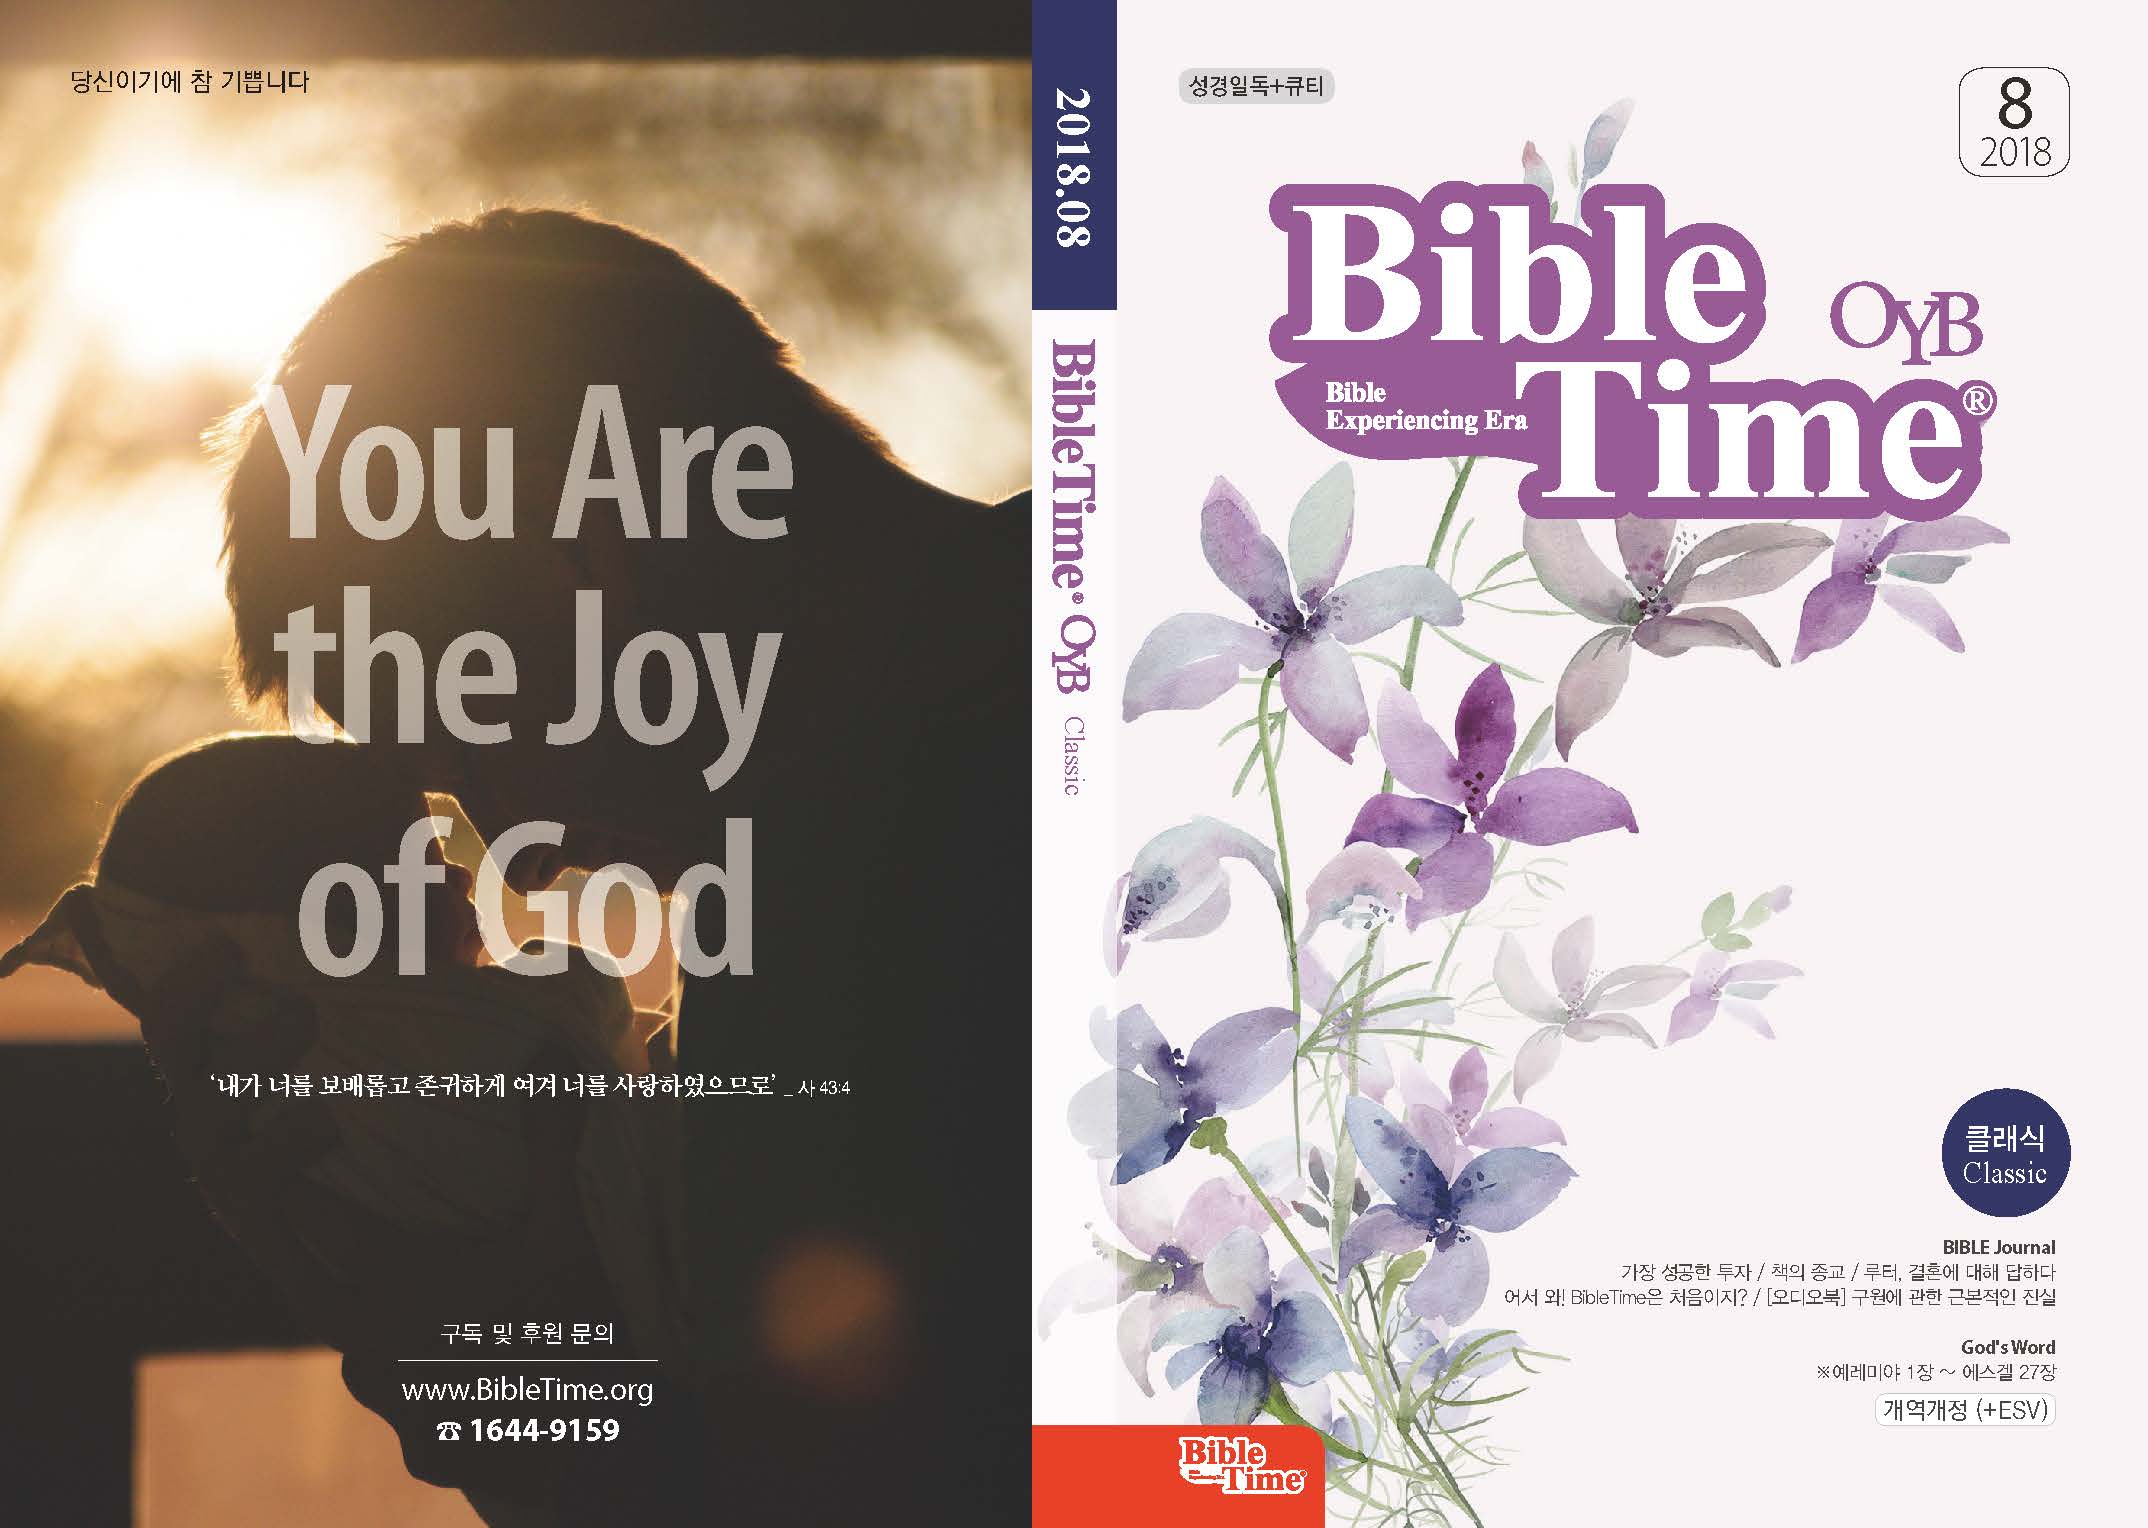 당신이기에 참 기쁩니다
You Are
the Joy
of God
‘내가 너를 보배롭고 존귀하게 여겨 너를 사랑하였으므로’ _ 사 43:4
구독 및 후원 문의
www.BibleTime.org
☎ 1644-9159
2018.08
BibleTime® OYB Classic
성경일독+큐티
8
2018
Bible
OYB
Time®
Bible
Experiencing Era
클래식
Classic
BIBLE Journal
가장 성공한 투자 / 책의 종교 / 루터, 결혼에 대해 답하다
어서 와! BibleTime은 처음이지? / [오디오북] 구원에 관한 근본적인 진실
God's Word
※예레미야 1장 ~ 에스겔 27장
개역개정 (+ESV)
Bible
Time®